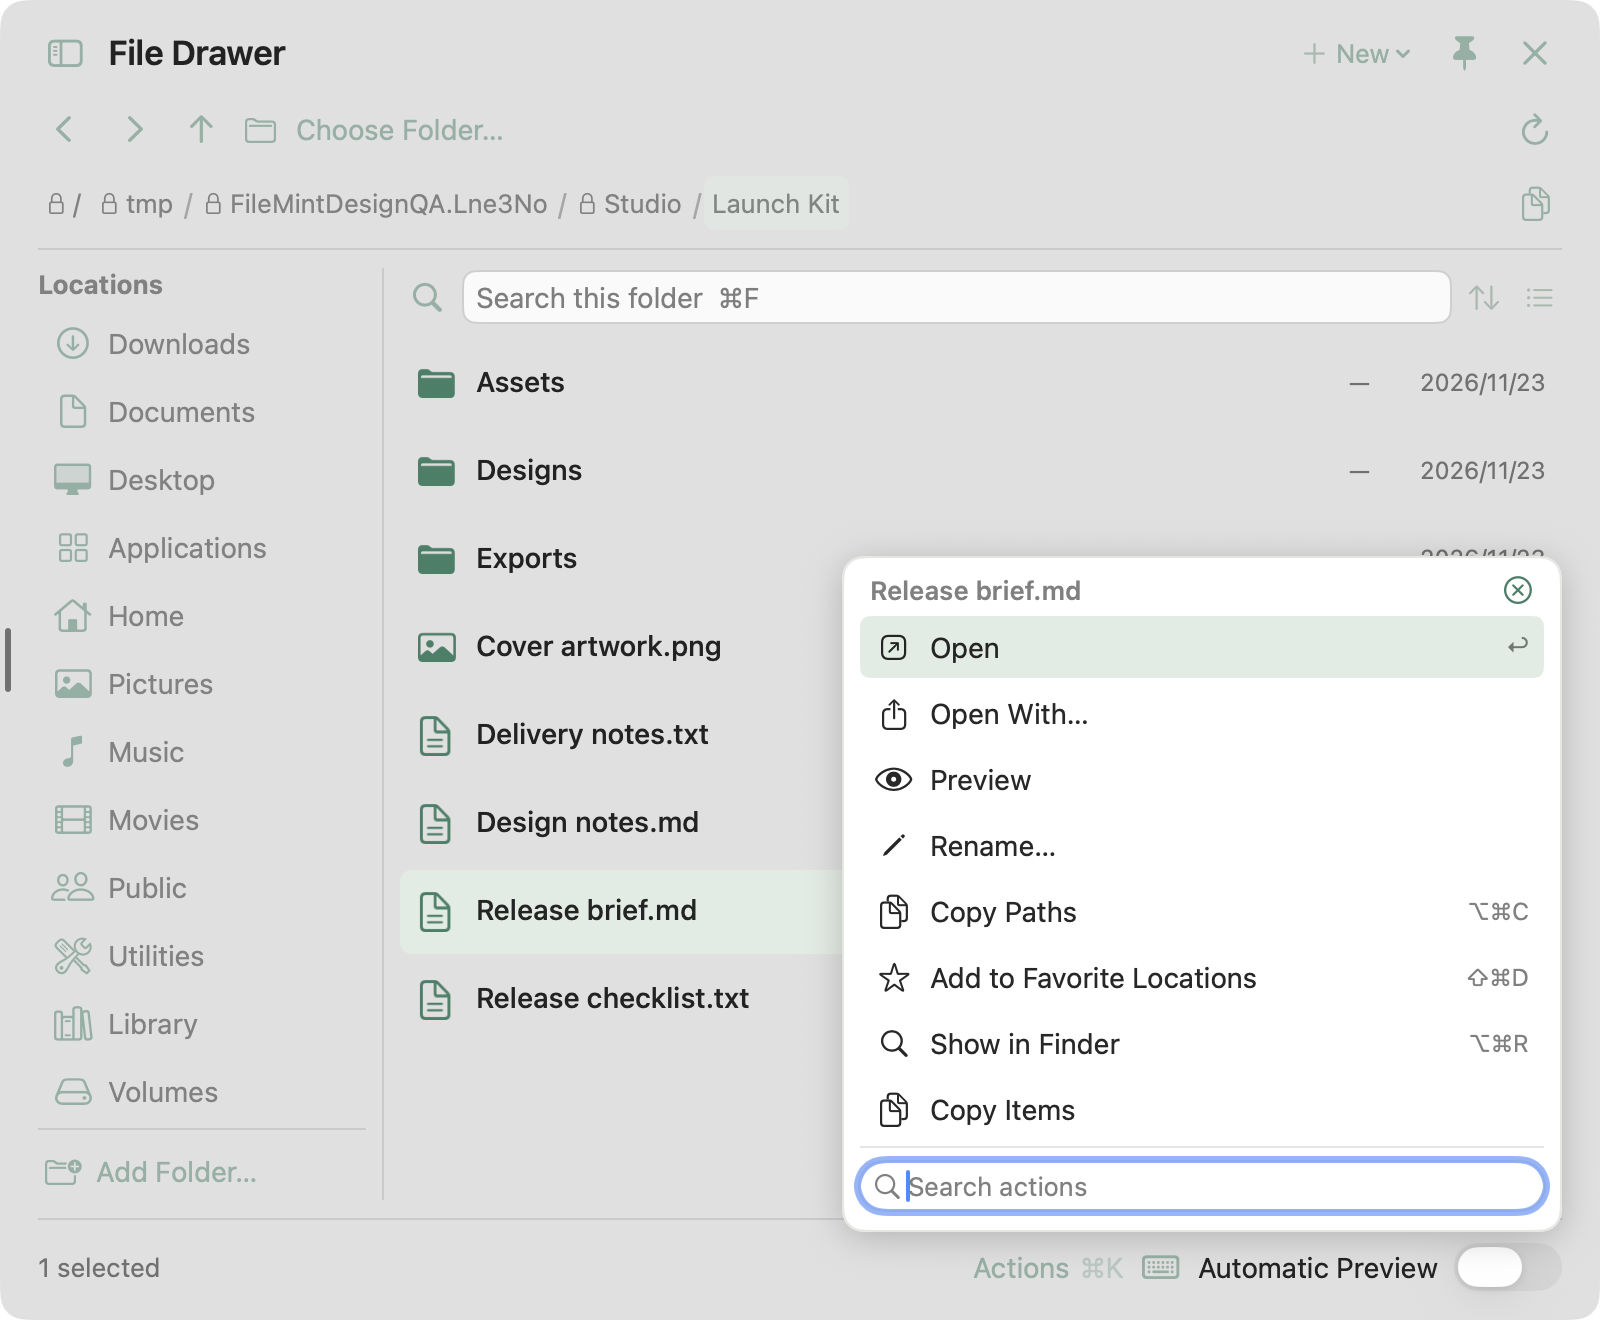 File Drawer
New
Choose Folder...
/ tmp / FileMintDesignQA.Lne3No / Studio / Launch Kit
Locations
Downloads
Documents
Desktop
Applications
Home
Pictures
Music
Movies
Public
Utilities
Library
Volumes
Add Folder...
Search this folder ⌘F
Assets — 2026/11/23
Designs — 2026/11/23
Exports
Cover artwork.png
Delivery notes.txt
Design notes.md
Release brief.md
Release checklist.txt
Release brief.md
Open
Open With...
Preview
Rename...
Copy Paths ⌥⌘C
Add to Favorite Locations ⇧⌘D
Show in Finder ⌥⌘R
Copy Items
Search actions
1 selected
Actions ⌘K
Automatic Preview